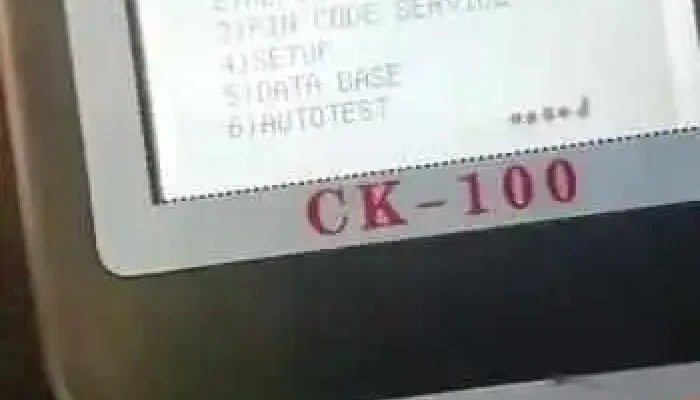 3)PIN CODE SERVICE
4)SETUP
5)DATA BASE
6)AUTOTEST
CK-100